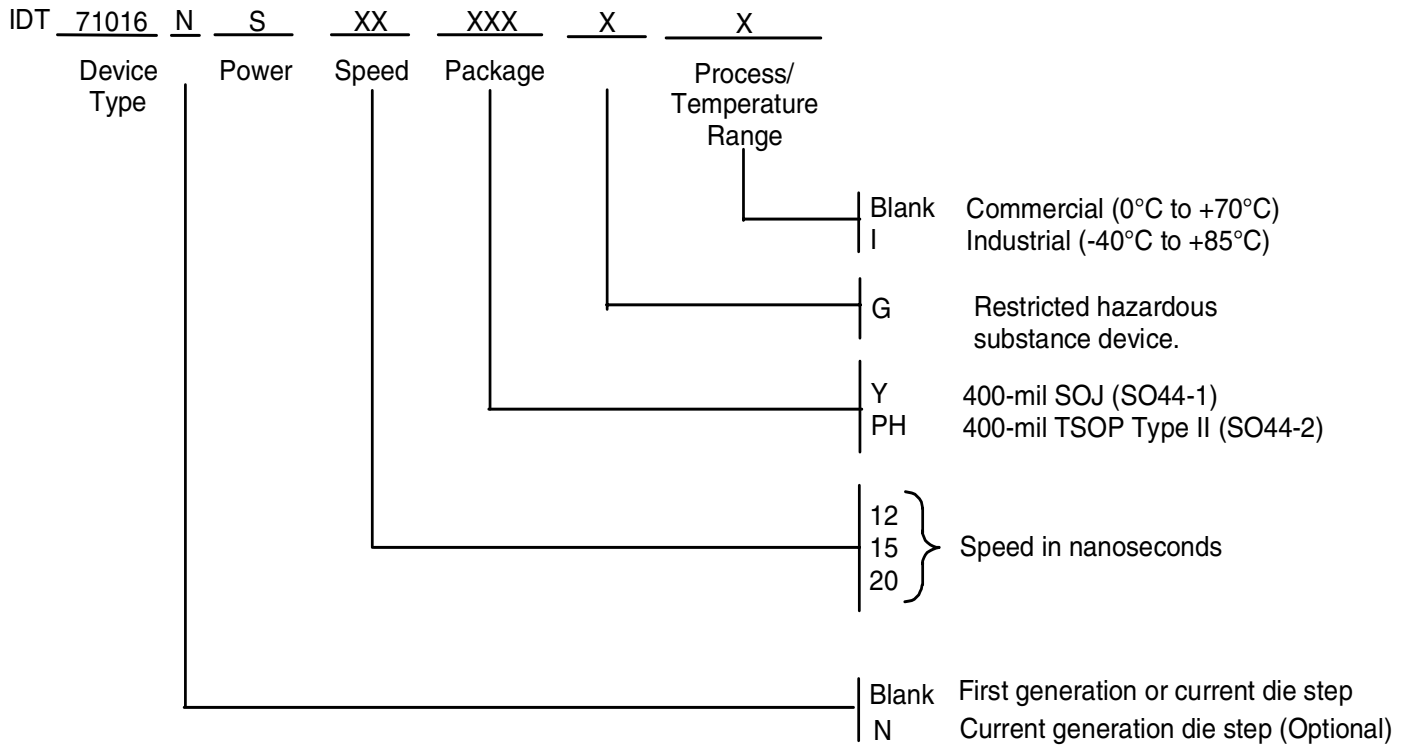 IDT 71016 N S XX XXX X X
Device Type Power Speed Package Process/ Temperature Range
Blank Commercial (0°C to +70°C)
I Industrial (-40°C to +85°C)
G Restricted hazardous
substance device.
Y 400-mil SOJ (SO44-1)
PH 400-mil TSOP Type II (SO44-2)
12
15 Speed in nanoseconds
20
Blank First generation or current die step
N Current generation die step (Optional)